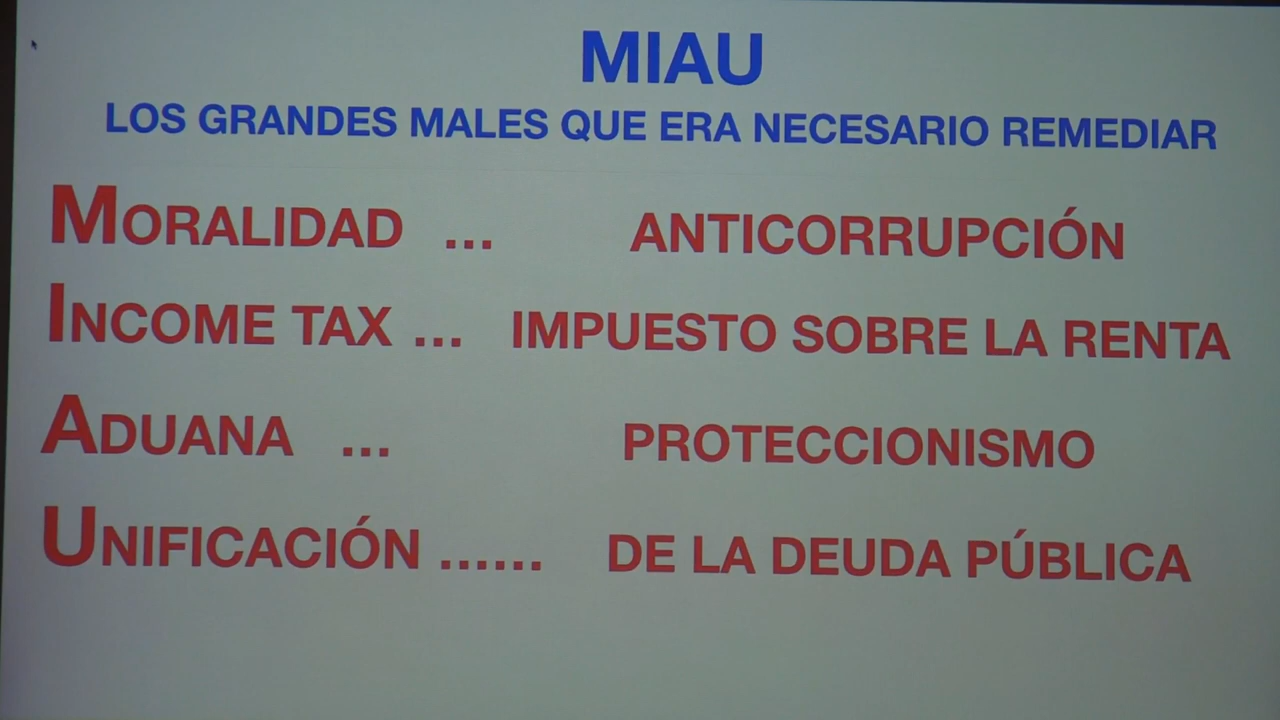 MIAU
LOS GRANDES MALES QUE ERA NECESARIO REMEDIAR
MORALIDAD ... ANTICORRUPCIÓN
INCOME TAX ... IMPUESTO SOBRE LA RENTA
ADUANA ... PROTECCIONISMO
UNIFICACIÓN ...... DE LA DEUDA PÚBLICA